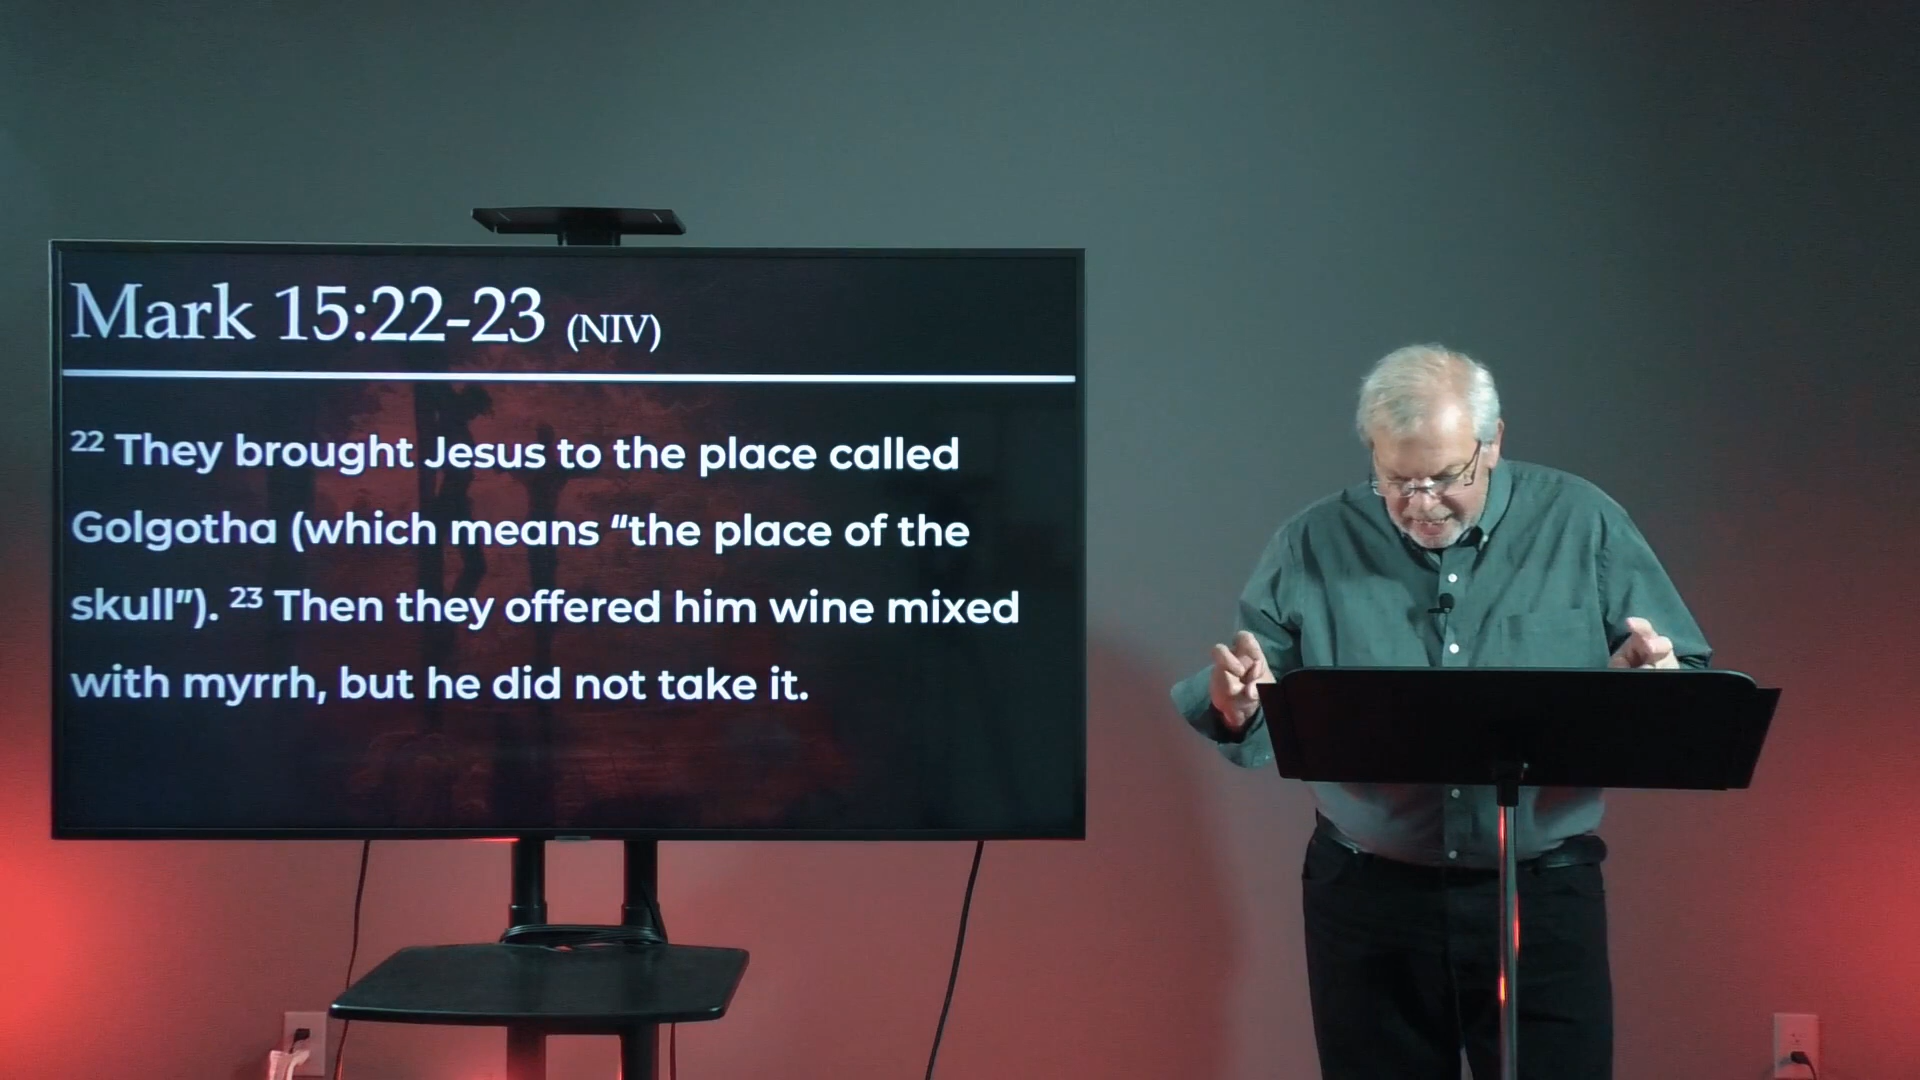 Mark 15:22-23 (NIV)
22 They brought Jesus to the place called
Golgotha (which means "the place of the
skull"). 23 Then they offered him wine mixed
with myrrh, but he did not take it.